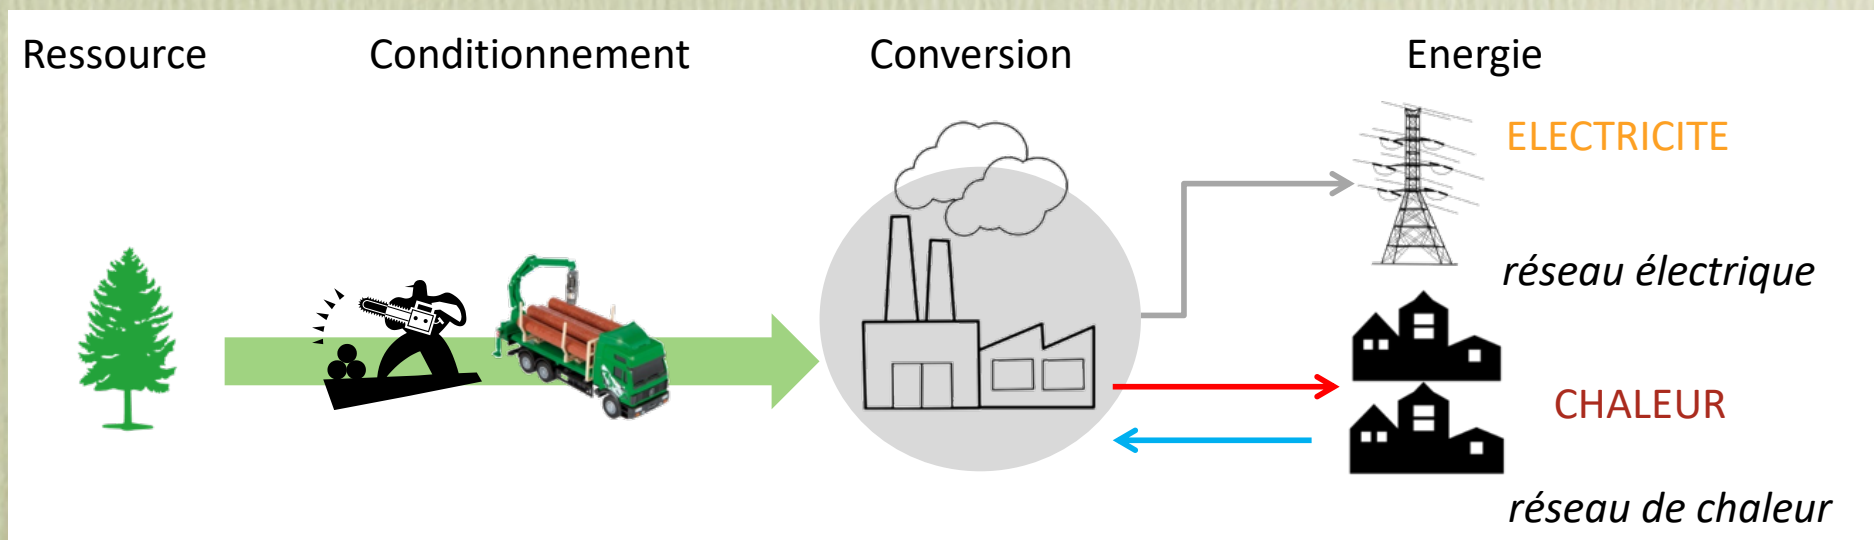 Ressource
Conditionnement
Conversion
Energie
ELECTRICITE
réseau électrique
CHALEUR
réseau de chaleur